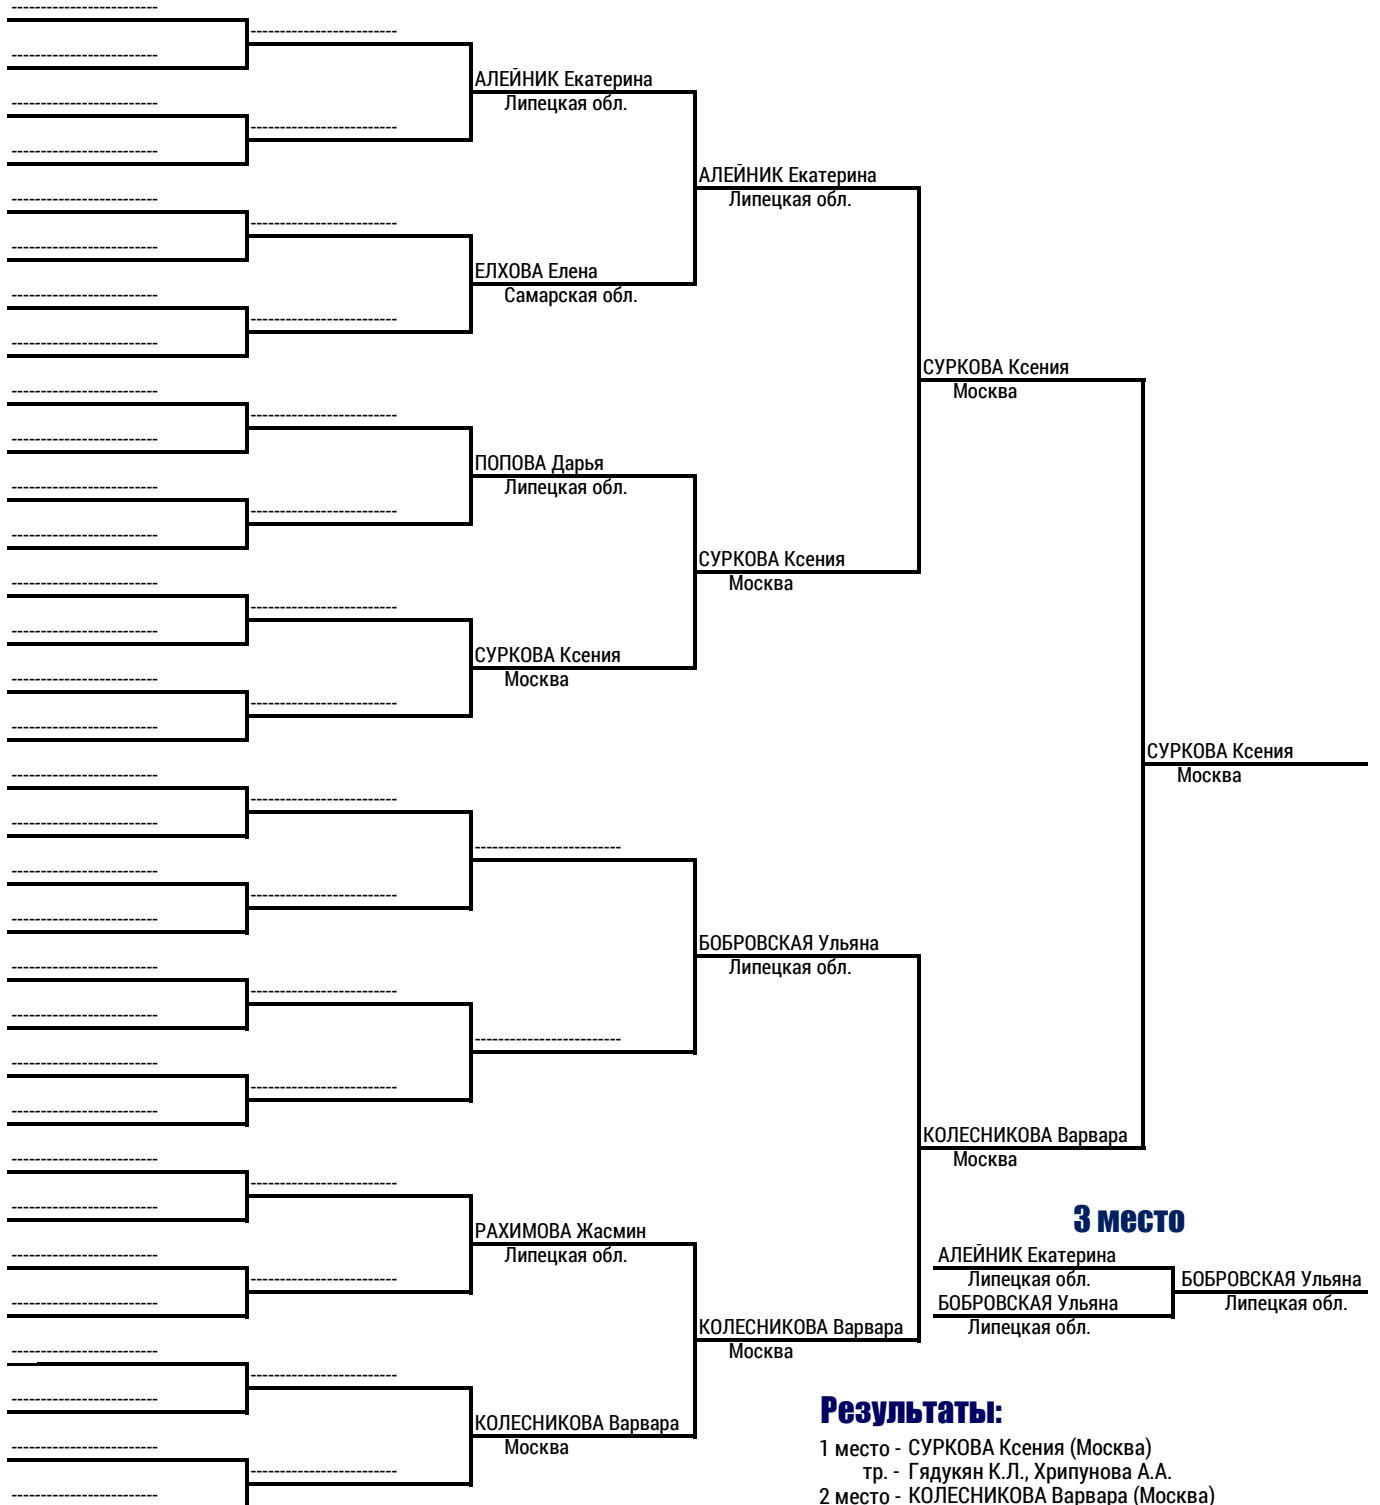 АЛЕЙНИК Екатерина
Липецкая обл.
АЛЕЙНИК Екатерина
Липецкая обл.
ЕЛХОВА Елена
Самарская обл.
СУРКОВА Ксения
Москва
ПОПОВА Дарья
Липецкая обл.
СУРКОВА Ксения
Москва
СУРКОВА Ксения
Москва
СУРКОВА Ксения
Москва
БОБРОВСКАЯ Ульяна
Липецкая обл.
КОЛЕСНИКОВА Варвара
Москва
РАХИМОВА Жасмин
Липецкая обл.
КОЛЕСНИКОВА Варвара
Москва
КОЛЕСНИКОВА Варвара
Москва
3 место
АЛЕЙНИК Екатерина
Липецкая обл.
БОБРОВСКАЯ Ульяна
Липецкая обл.
БОБРОВСКАЯ Ульяна
Липецкая обл.
Результаты:
1 место - СУРКОВА Ксения (Москва)
тр. - Гядукян К.Л., Хрипунова А.А.
2 место - КОЛЕСНИКОВА Варвара (Москва)